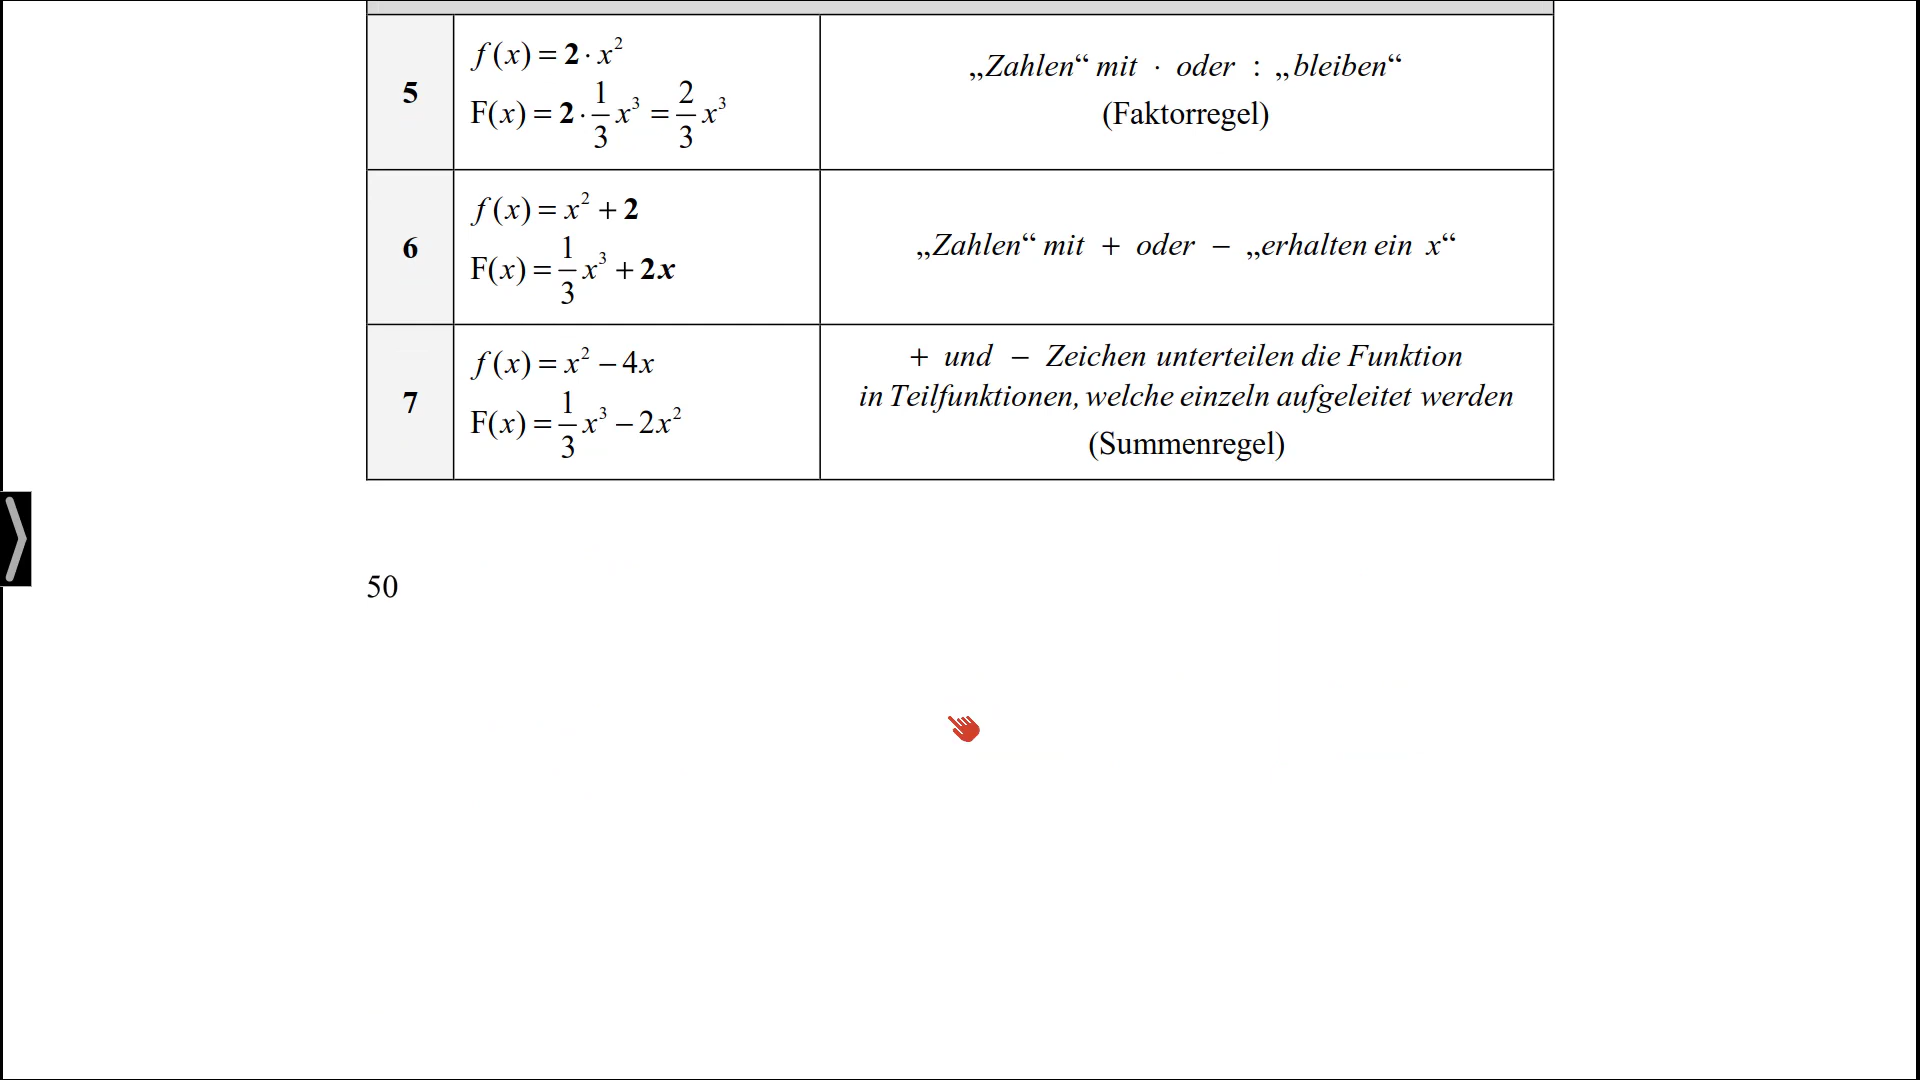 5
f(x) = 2 · x²
F(x) = 2 · 1/3 x³ = 2/3 x³
„Zahlen“ mit · oder : „bleiben“
(Faktorregel)
6
f(x) = x² + 2
F(x) = 1/3 x³ + 2x
„Zahlen“ mit + oder − „erhalten ein x“
7
f(x) = x² − 4x
F(x) = 1/3 x³ − 2x²
+ und − Zeichen unterteilen die Funktion
in Teilfunktionen, welche einzeln aufgeleitet werden
(Summenregel)
50